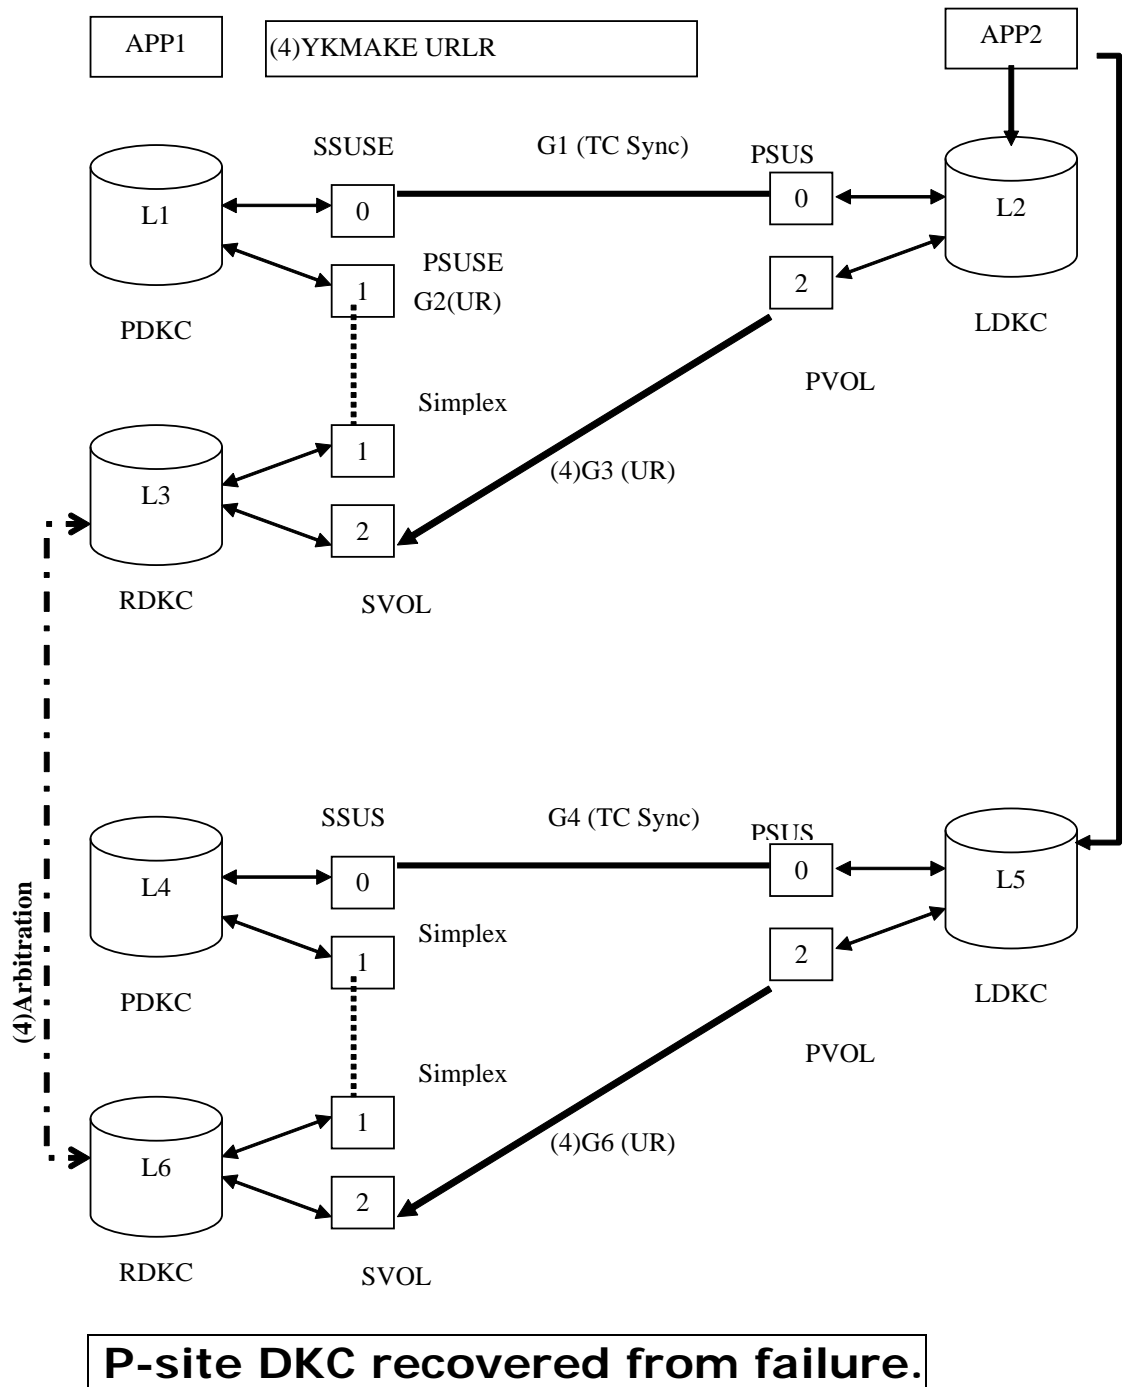 APP1
(4)YKMAKE URLR
APP2
SSUSE
G1 (TC Sync)
PSUS
L1
0
0
L2
PSUSE
1
G2(UR)
2
PDKC
LDKC
PVOL
Simplex
1
L3
(4)G3 (UR)
2
RDKC
SVOL
SSUS
G4 (TC Sync)
PSUS
L4
0
0
L5
Simplex
1
2
PDKC
LDKC
(4)Arbitration
PVOL
Simplex
1
(4)G6 (UR)
L6
2
RDKC
SVOL
P-site DKC recovered from failure.